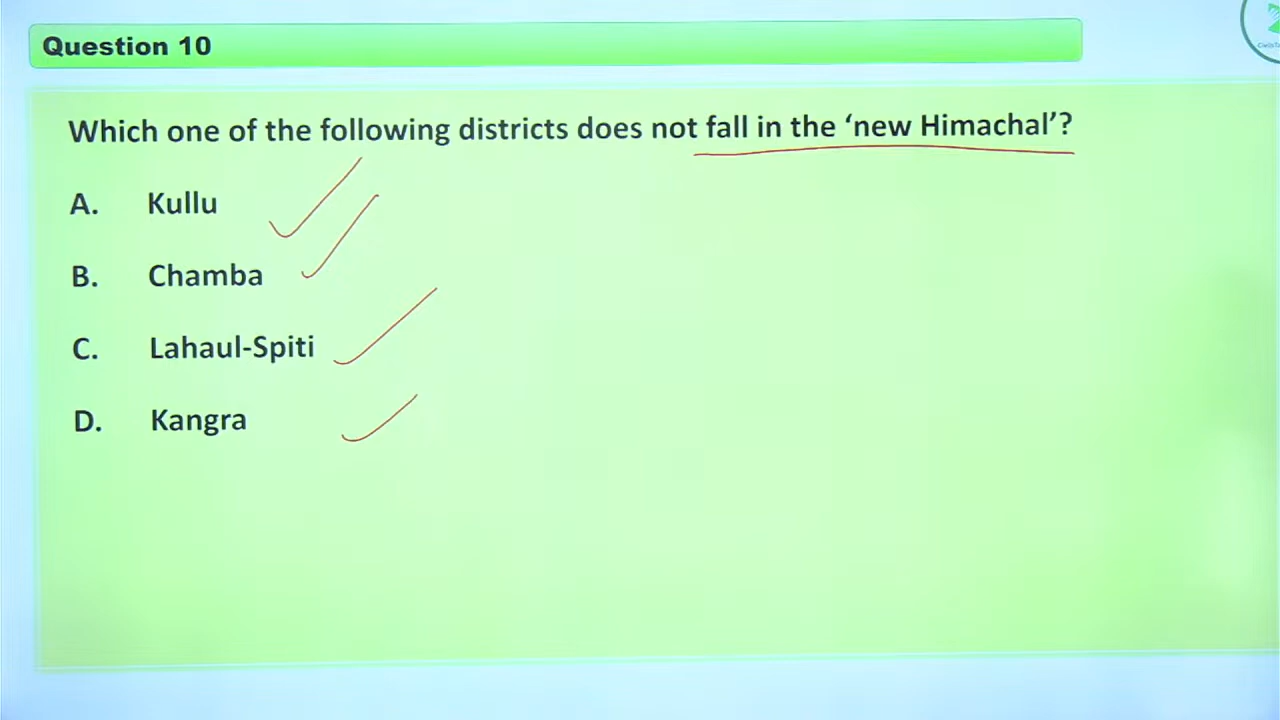 Question 10
Which one of the following districts does not fall in the ‘new Himachal’?
A. Kullu
B. Chamba
C. Lahaul-Spiti
D. Kangra